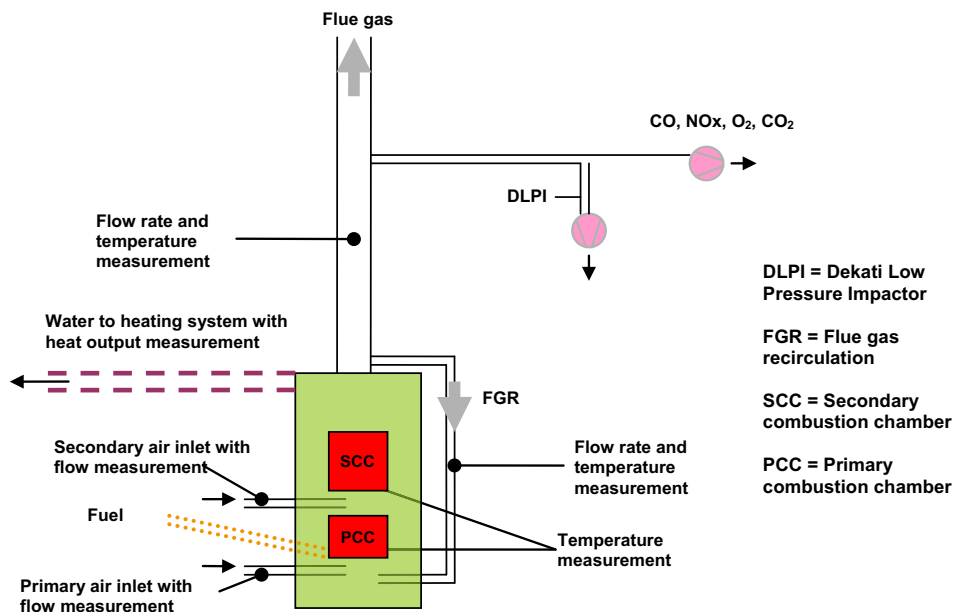 Flue gas
CO, NOx, O₂, CO₂
DLPI
Flow rate and
temperature
measurement
DLPI = Dekati Low
Pressure Impactor
FGR = Flue gas
recirculation
SCC = Secondary
combustion chamber
PCC = Primary
combustion chamber
Water to heating system with
heat output measurement
FGR
Secondary air inlet with
flow measurement
SCC
Flow rate and
temperature
measurement
Fuel
PCC
Temperature
measurement
Primary air inlet with
flow measurement